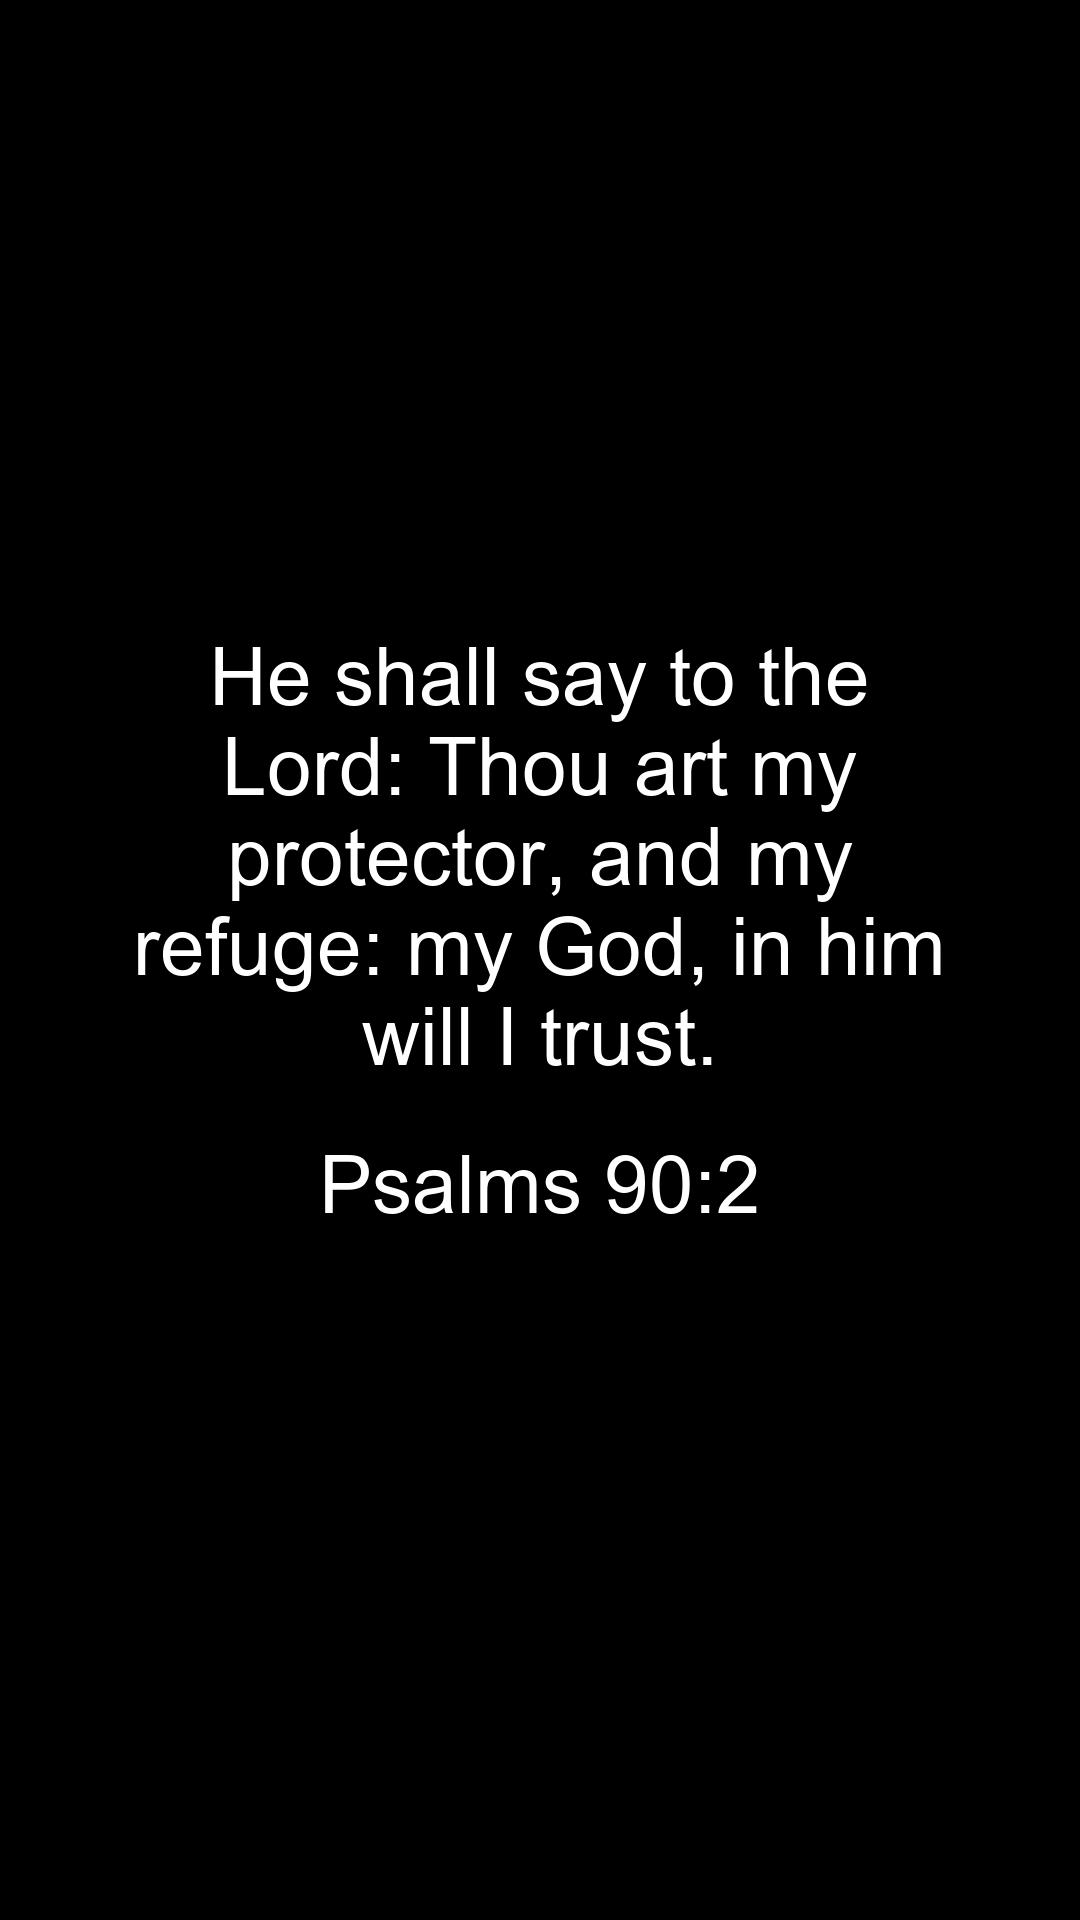 He shall say to the
Lord: Thou art my
protector, and my
refuge: my God, in him
will I trust.
Psalms 90:2